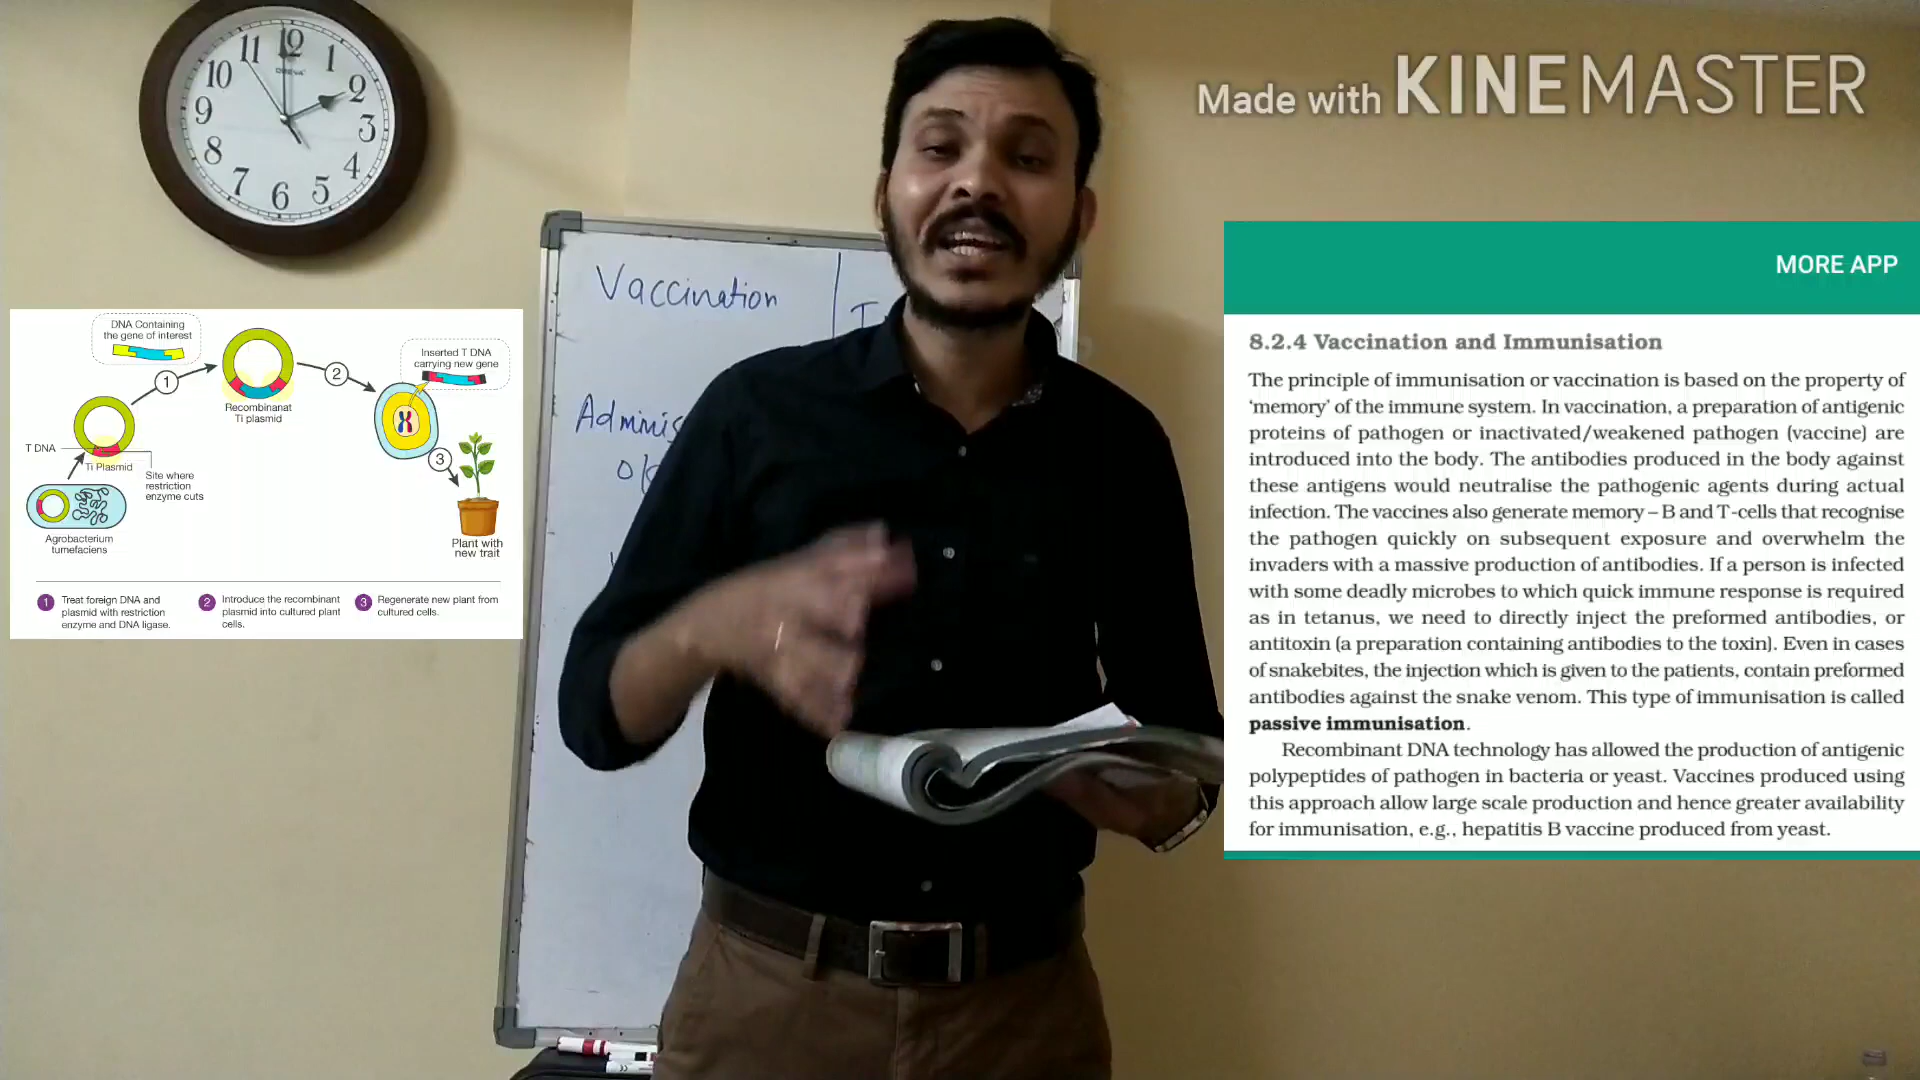 Made with KINEMASTER
11 12 1
10 2
9 3
8 4
7 6 5
Vaccination
MORE APP
8.2.4 Vaccination and Immunisation
The principle of immunisation or vaccination is based on the property of
‘memory’ of the immune system. In vaccination, a preparation of antigenic
proteins of pathogen or inactivated/weakened pathogen (vaccine) are
introduced into the body. The antibodies produced in the body against
these antigens would neutralise the pathogenic agents during actual
infection. The vaccines also generate memory – B and T-cells that recognise
the pathogen quickly on subsequent exposure and overwhelm the
invaders with a massive production of antibodies. If a person is infected
with some deadly microbes to which quick immune response is required
as in tetanus, we need to directly inject the preformed antibodies, or
antitoxin (a preparation containing antibodies to the toxin). Even in cases
of snakebites, the injection which is given to the patients, contain preformed
antibodies against the snake venom. This type of immunisation is called
passive immunisation.
Recombinant DNA technology has allowed the production of antigenic
polypeptides of pathogen in bacteria or yeast. Vaccines produced using
this approach allow large scale production and hence greater availability
for immunisation, e.g., hepatitis B vaccine produced from yeast.
DNA Containing
the gene of interest
1
Recombinanat
Ti plasmid
2
Inserted T DNA
carrying new gene
T DNA
Ti Plasmid
Site where
restriction
enzyme cuts
3
Agrobacterium
tumefaciens
Plant with
new trait
1 Treat foreign DNA and
plasmid with restriction
enzyme and DNA ligase.
2 Introduce the recombinant
plasmid into cultured plant
cells.
3 Regenerate new plant from
cultured cells.